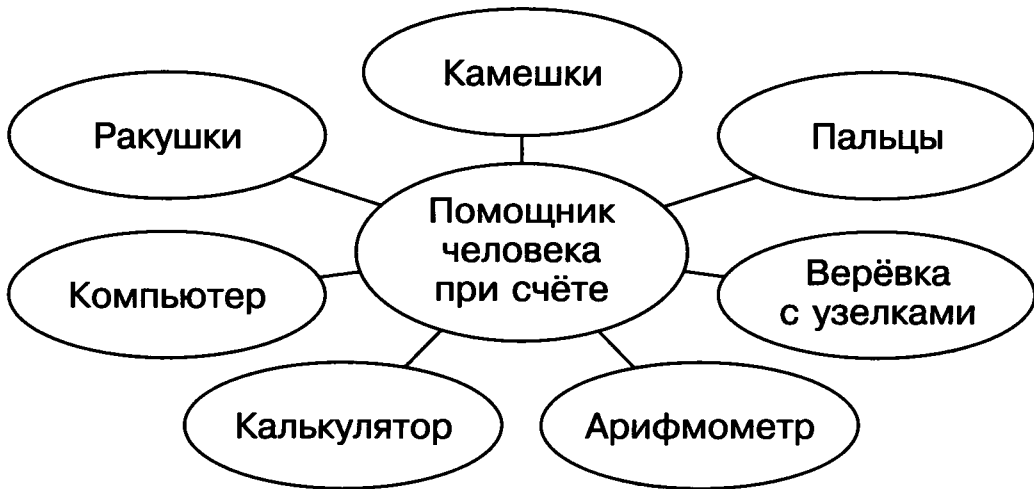 Камешки
Ракушки
Пальцы
Помощник
человека
при счёте
Компьютер
Верёвка
с узелками
Калькулятор
Арифмометр